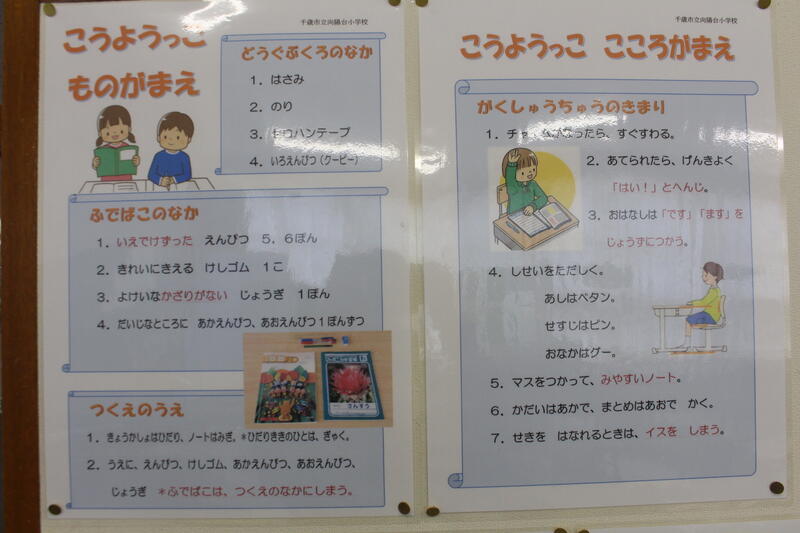 千歳市立向陽台小学校
こうようっこ
ものがまえ
どうぐぶくろのなか
1．はさみ
2．のり
3．セロハンテープ
4．いろえんぴつ（クーピー）
ふでばこのなか
1．いえでけずった　えんぴつ　5．6ぽん
2．きれいにきえる　けしゴム　1こ
3．よけいなかざりがない　じょうぎ　1ぽん
4．だいじなところに　あかえんぴつ、あおえんぴつ1ぽんずつ
さんすう
つくえのうえ
1．きょうかしょはひだり、ノートはみぎ。＊ひだりききのひとは、ぎゃく。
2．うえに、えんぴつ、けしゴム、あかえんぴつ、あおえんぴつ、
じょうぎ　＊ふでばこは、つくえのなかにしまう。
千歳市立向陽台小学校
こうようっこ　こころがまえ
がくしゅうちゅうのきまり
1．チャイムがなったら、すぐすわる。
2．あてられたら、げんきよく
「はい！」とへんじ。
3．おはなしは「です」「ます」を
じょうずにつかう。
4．しせいをただしく。
あしはペタン。
せすじはピン。
おなかはグー。
5．マスをつかって、みやすいノート。
6．かだいはあかで、まとめはあおで　かく。
7．せきを　はなれるときは、イスを　しまう。